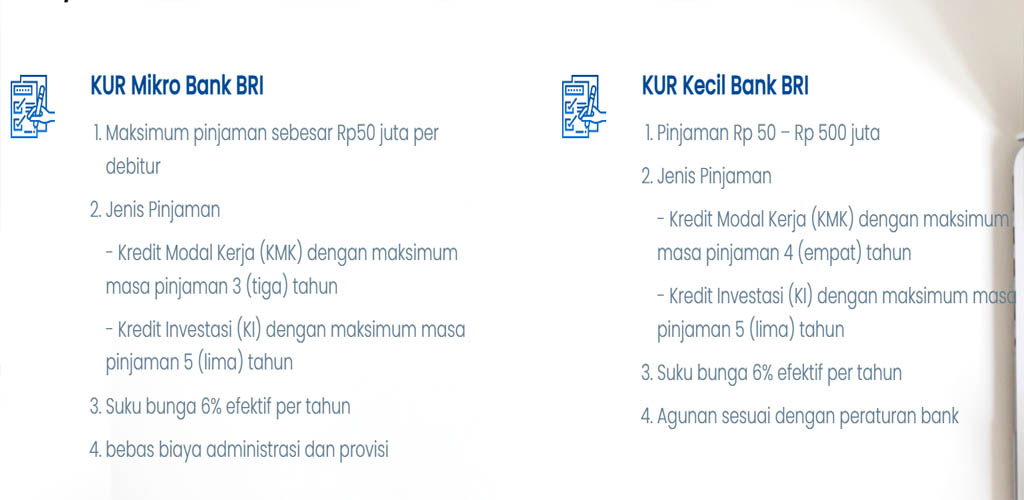 KUR Mikro Bank BRI
1. Maksimum pinjaman sebesar Rp50 juta per
debitur
2. Jenis Pinjaman
- Kredit Modal Kerja (KMK) dengan maksimum
masa pinjaman 3 (tiga) tahun
- Kredit Investasi (KI) dengan maksimum masa
pinjaman 5 (lima) tahun
3. Suku bunga 6% efektif per tahun
4. bebas biaya administrasi dan provisi
KUR Kecil Bank BRI
1. Pinjaman Rp 50 – Rp 500 juta
2. Jenis Pinjaman
- Kredit Modal Kerja (KMK) dengan maksimum
masa pinjaman 4 (empat) tahun
- Kredit Investasi (KI) dengan maksimum masa
pinjaman 5 (lima) tahun
3. Suku bunga 6% efektif per tahun
4. Agunan sesuai dengan peraturan bank